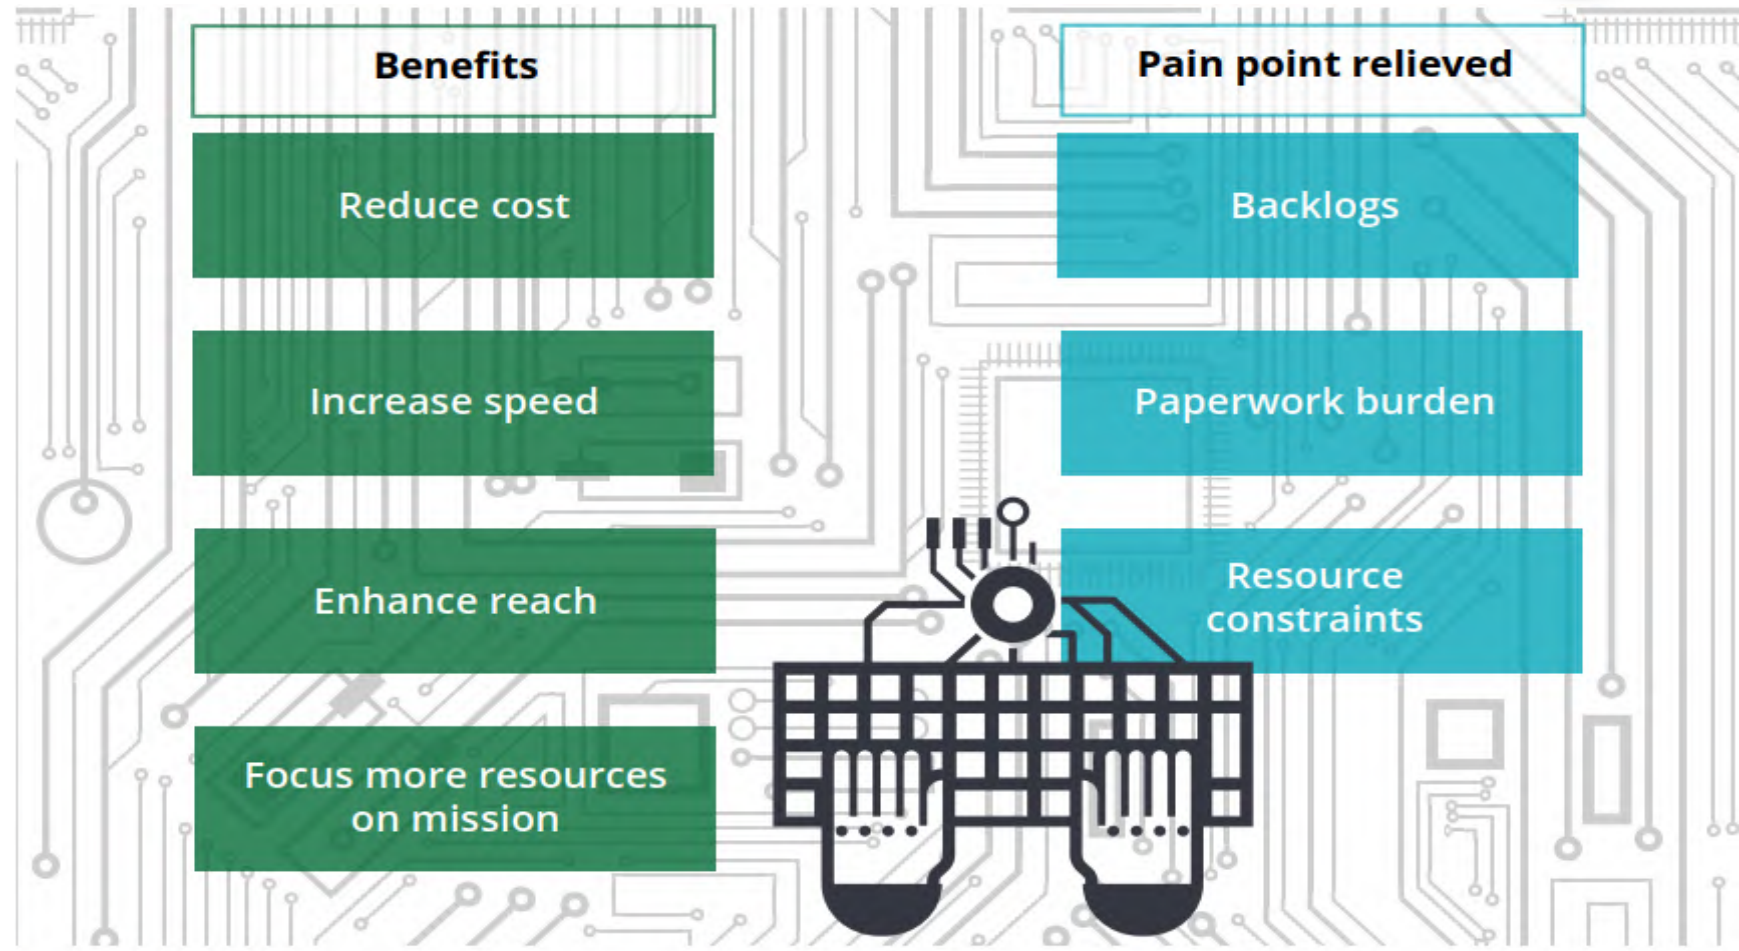 Benefits
Reduce cost
Increase speed
Enhance reach
Focus more resources
on mission
Pain point relieved
Backlogs
Paperwork burden
Resource
constraints